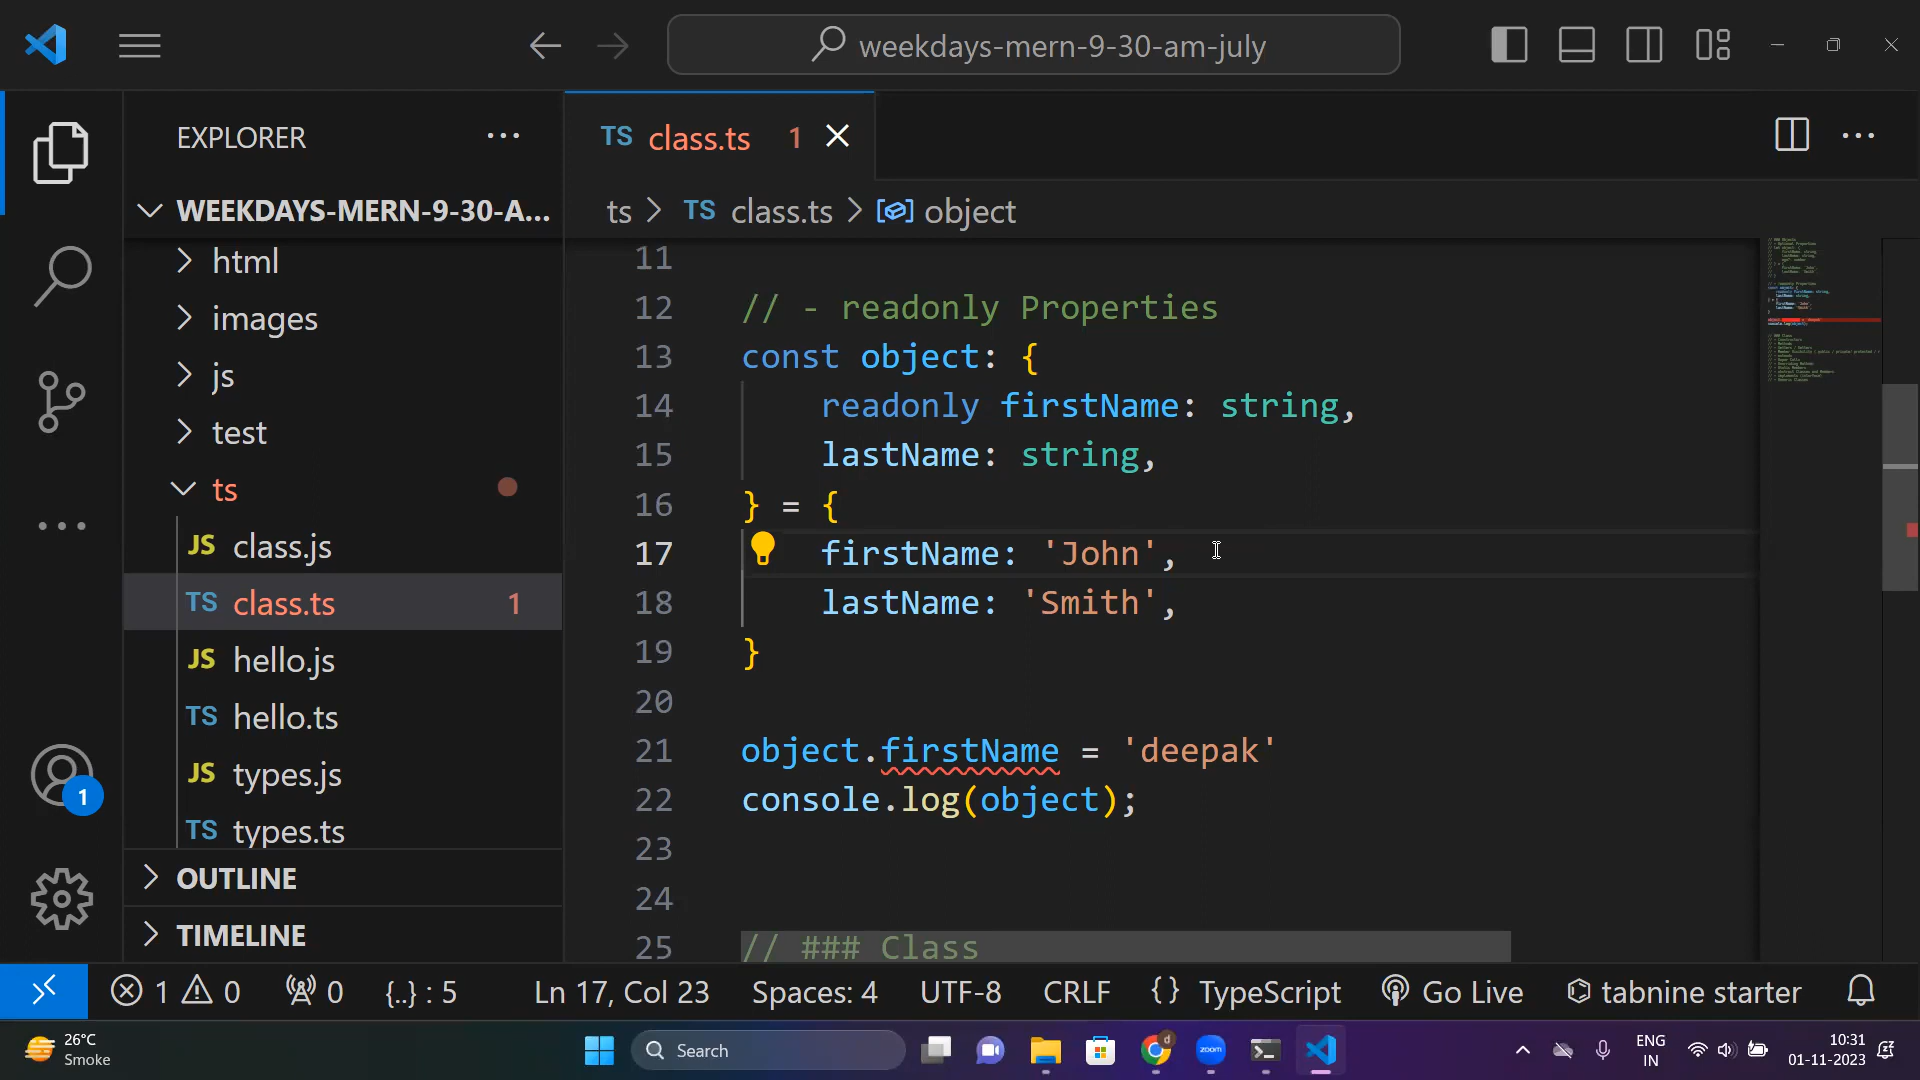 weekdays-mern-9-30-am-july
EXPLORER
TS class.ts 1
WEEKDAYS-MERN-9-30-A...
ts > TS class.ts > object
html
images
js
test
ts
JS class.js
TS class.ts 1
JS hello.js
TS hello.ts
JS types.js
TS types.ts
OUTLINE
TIMELINE
1
11
12 // - readonly Properties
13 const object: {
14 readonly firstName: string,
15 lastName: string,
16 } = {
17 firstName: 'John',
18 lastName: 'Smith',
19 }
20
21 object.firstName = 'deepak'
22 console.log(object);
23
24
25 // ### Class
1 0 0 {..} : 5 Ln 17, Col 23 Spaces: 4 UTF-8 CRLF {} TypeScript Go Live tabnine starter
26°C
Smoke
Search
d
zoom
ENG
IN
10:31
01-11-2023